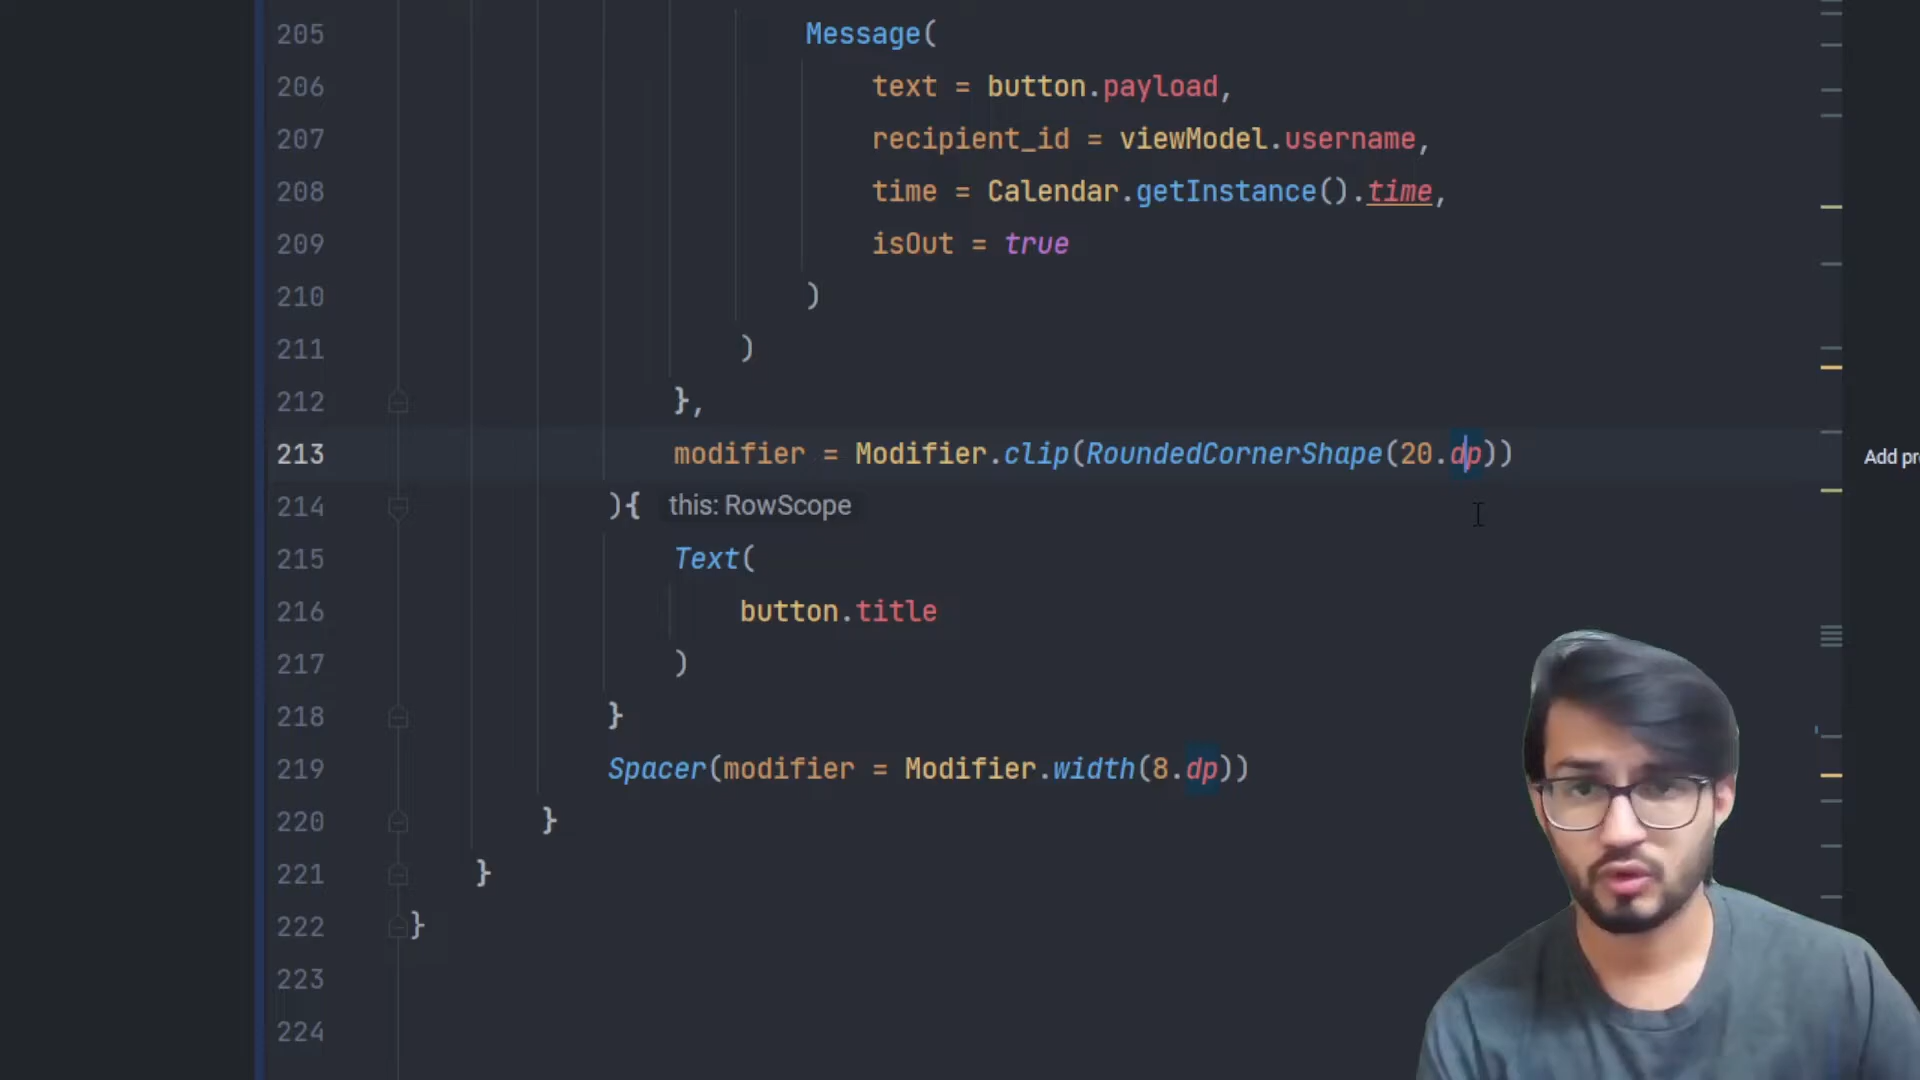 205 Message(
206 text = button.payload,
207 recipient_id = viewModel.username,
208 time = Calendar.getInstance().time,
209 isOut = true
210 )
211 )
212 },
213 modifier = Modifier.clip(RoundedCornerShape(20.dp))
Add pr
214 ){ this: RowScope
215 Text(
216 button.title
217 )
218 }
219 Spacer(modifier = Modifier.width(8.dp))
220 }
221 }
222 }
223
224